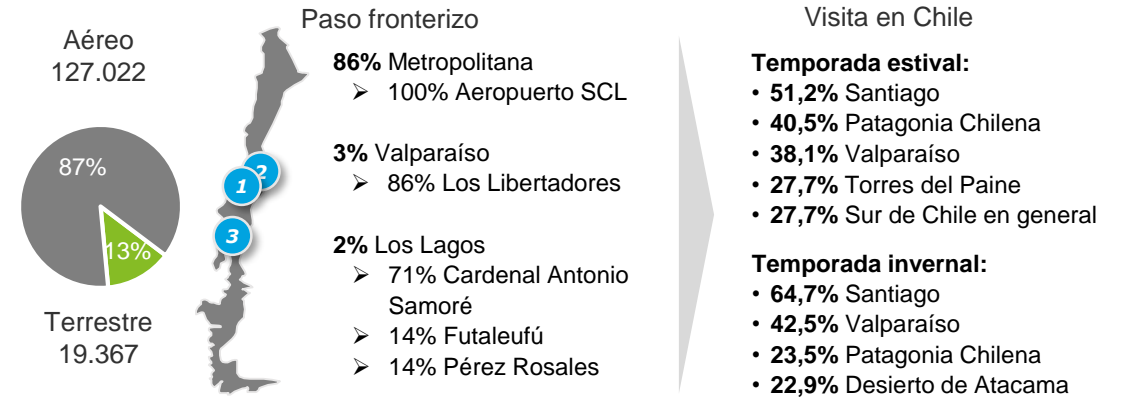 Paso fronterizo
Visita en Chile
Aéreo
127.022
87%
13%
Terrestre
19.367
2
1
3
86% Metropolitana
➢ 100% Aeropuerto SCL
3% Valparaíso
➢ 86% Los Libertadores
2% Los Lagos
➢ 71% Cardenal Antonio
Samoré
➢ 14% Futaleufú
➢ 14% Pérez Rosales
Temporada estival:
• 51,2% Santiago
• 40,5% Patagonia Chilena
• 38,1% Valparaíso
• 27,7% Torres del Paine
• 27,7% Sur de Chile en general
Temporada invernal:
• 64,7% Santiago
• 42,5% Valparaíso
• 23,5% Patagonia Chilena
• 22,9% Desierto de Atacama